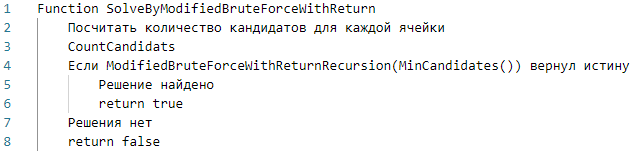 1 Function SolveByModifiedBruteForceWithReturn
2 Посчитать количество кандидатов для каждой ячейки
3 CountCandidats
4 Если ModifiedBruteForceWithReturnRecursion(MinCandidates()) вернул истину
5 Решение найдено
6 return true
7 Решения нет
8 return false